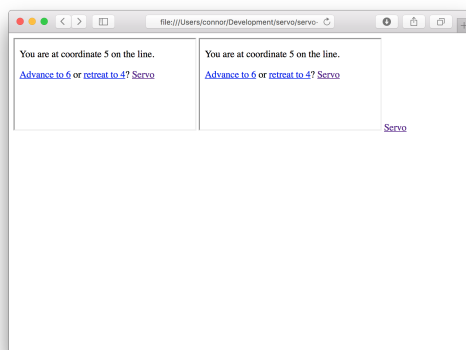 file:///Users/connor/Development/servo/servo-
You are at coordinate 5 on the line.
Advance to 6 or retreat to 4? Servo
You are at coordinate 5 on the line.
Advance to 6 or retreat to 4? Servo
Servo